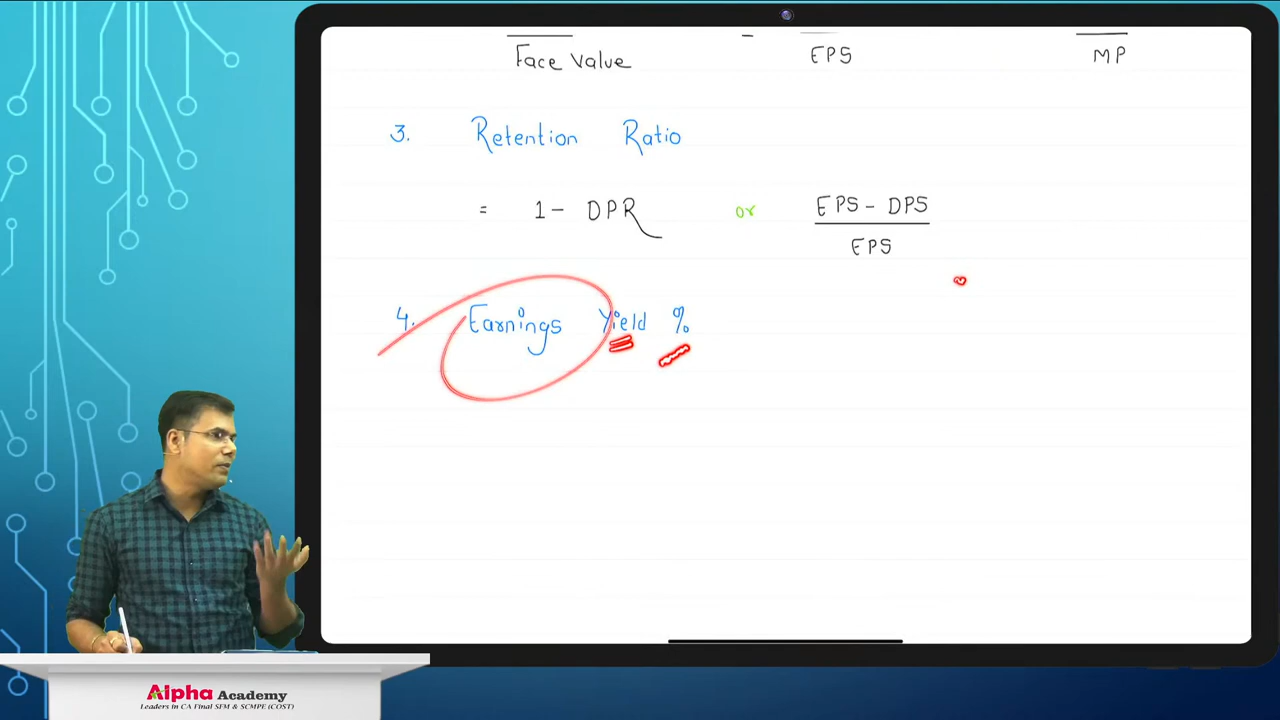 Face Value
EPS
MP
3. Retention Ratio
= 1 - DPR or EPS - DPS
EPS
4. Earnings Yield %
Alpha Academy
Leaders in CA Final SFM & SCMPE (COST)